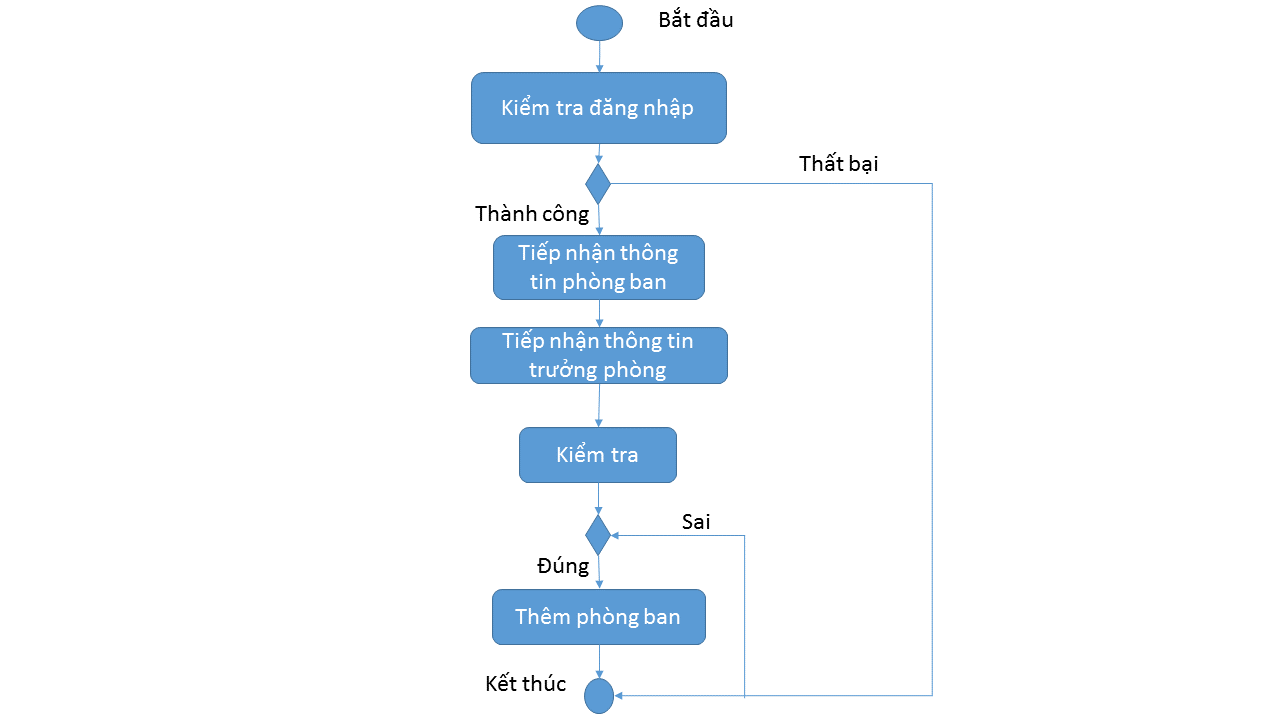 Bắt đầu
Kiểm tra đăng nhập
Thất bại
Thành công
Tiếp nhận thông
tin phòng ban
Tiếp nhận thông tin
trưởng phòng
Kiểm tra
Sai
Đúng
Thêm phòng ban
Kết thúc